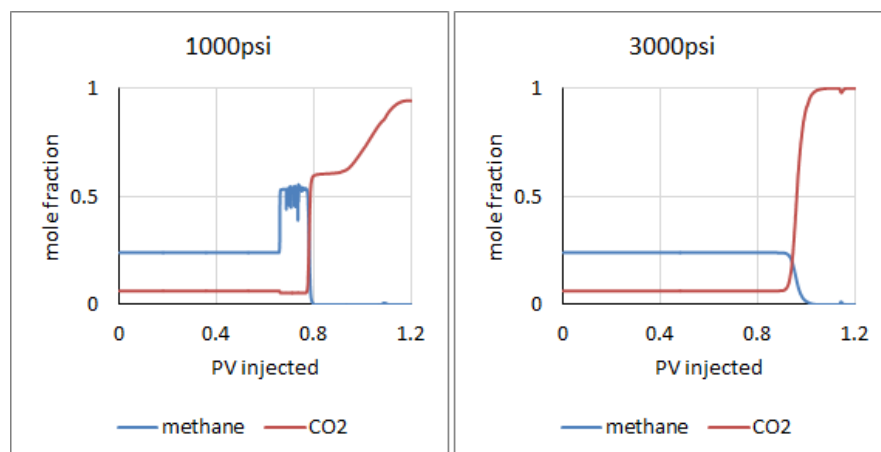 1000psi
1
0.5
0
mole fraction
0
0.4
0.8
1.2
PV injected
methane
CO2
3000psi
1
0.5
0
mole fraction
0
0.4
0.8
1.2
PV injected
methane
CO2